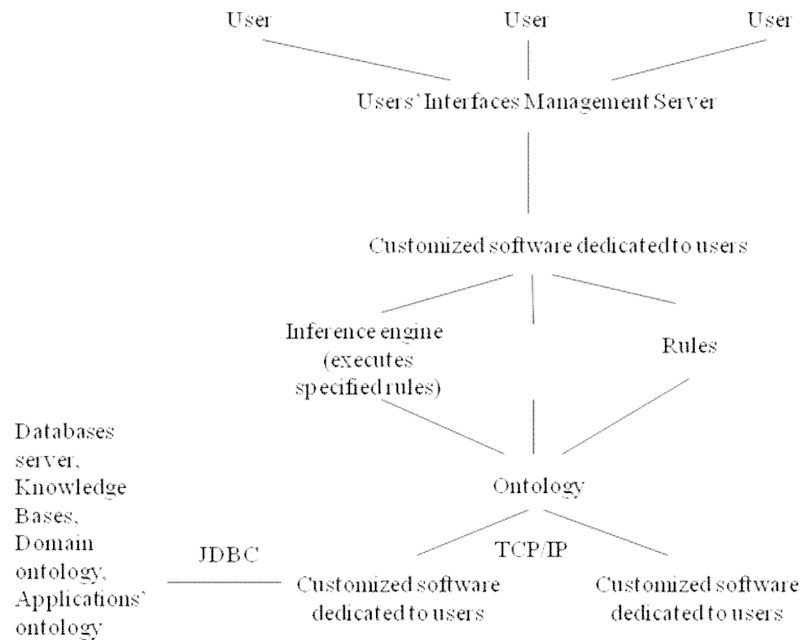 User
User
User
Users' Interfaces Management Server
Customized software dedicated to users
Inference engine
(executes
specified rules)
Rules
Databases
server,
Knowledge
Bases,
Domain
ontology,
Applications'
ontology
Ontology
JDBC
TCP/IP
Customized software
dedicated to users
Customized software
dedicated to users